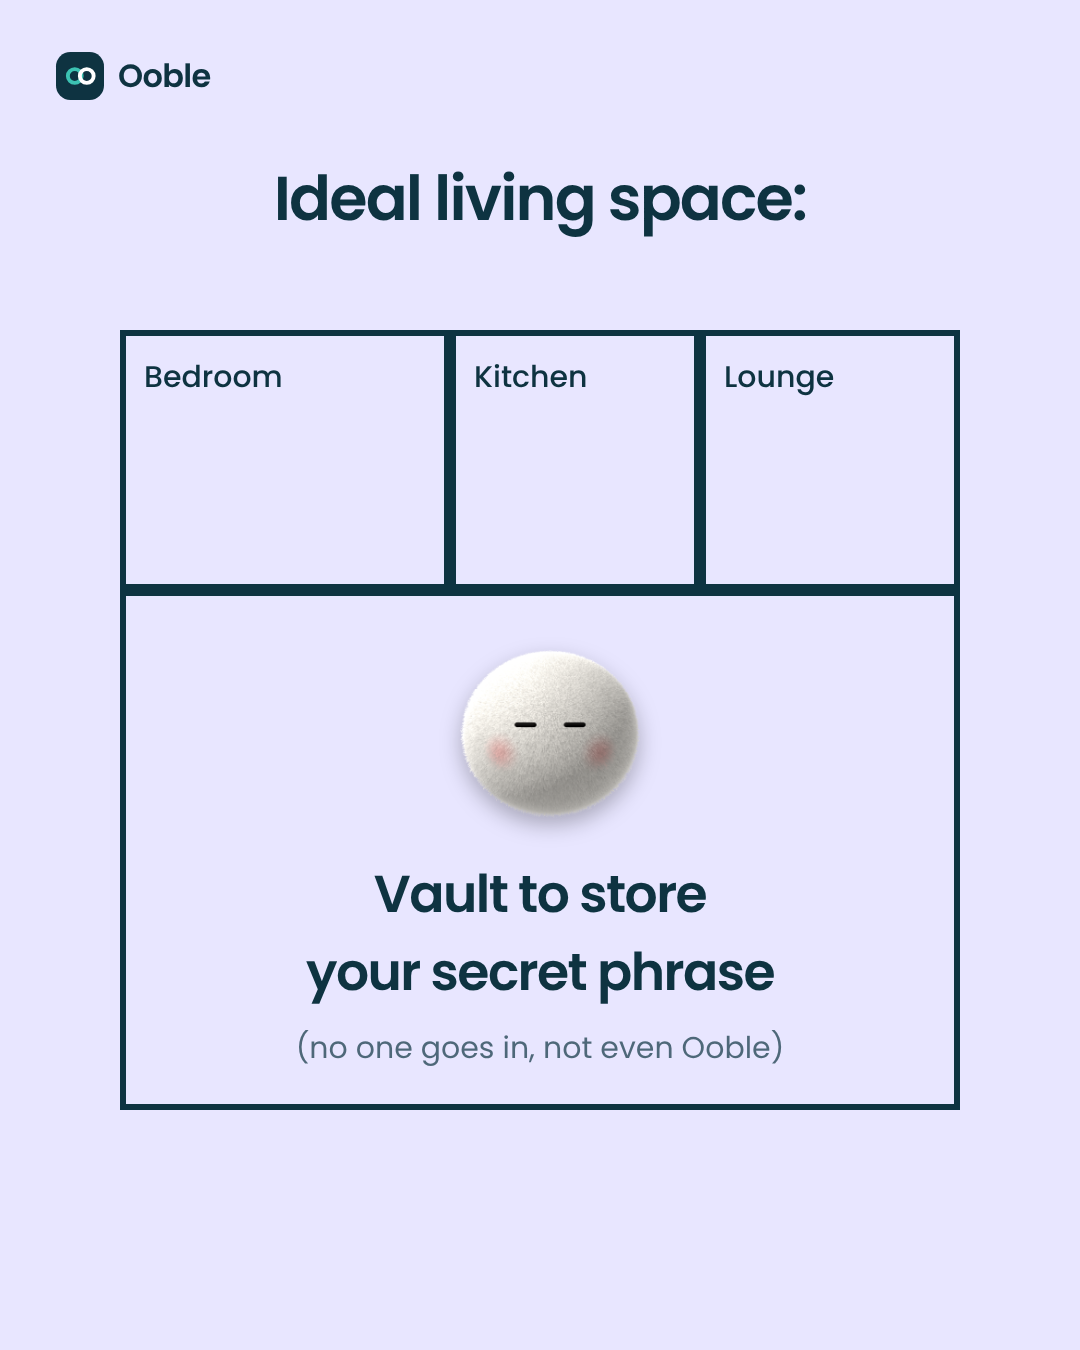 Ooble
Ideal living space:
Bedroom
Kitchen
Lounge
Vault to store
your secret phrase
(no one goes in, not even Ooble)